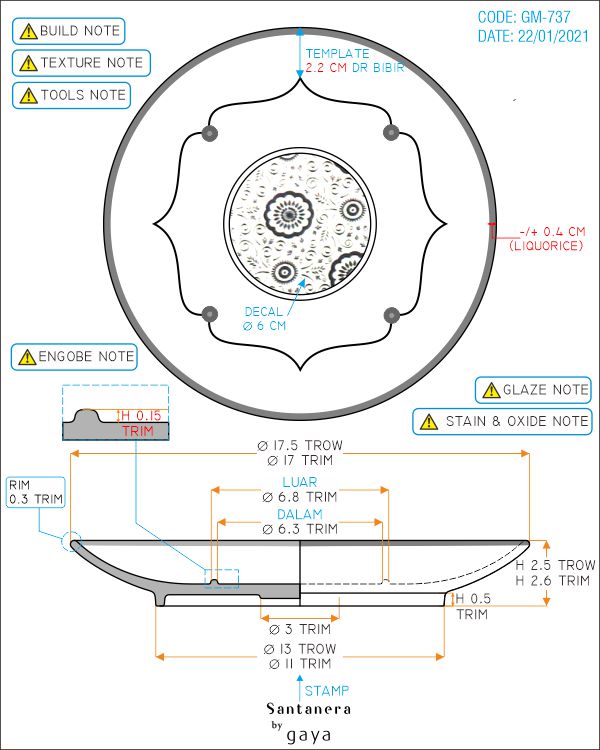 CODE: GM-737
DATE: 22/01/2021
BUILD NOTE
TEXTURE NOTE
TOOLS NOTE
TEMPLATE
2.2 CM DR BIBIR
-/+ 0.4 CM
(LIQUORICE)
DECAL
Ø 6 CM
ENGOBE NOTE
GLAZE NOTE
STAIN & OXIDE NOTE
H 0.15
TRIM
Ø 17.5 TROW
Ø 17 TRIM
RIM
0.3 TRIM
LUAR
Ø 6.8 TRIM
DALAM
Ø 6.3 TRIM
H 2.5 TROW
H 2.6 TRIM
H 0.5
TRIM
Ø 3 TRIM
Ø 13 TROW
Ø 11 TRIM
STAMP
Santanera
by
gaya